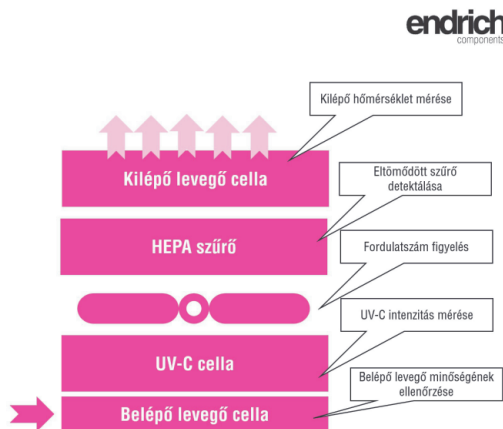 endrich
components
Kilépő hőmérséklet mérése
Kilépő levegő cella
Eltömődött szűrő
detektálása
HEPA szűrő
Fordulatszám figyelés
UV-C intenzitás mérése
UV-C cella
Belépő levegő minőségének
ellenőrzése
Belépő levegő cella